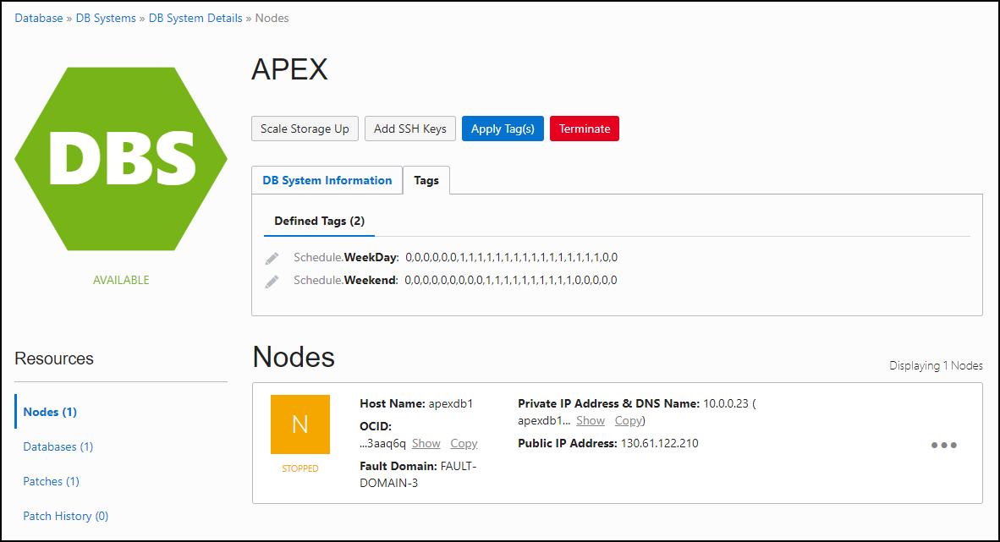 Database » DB Systems » DB System Details » Nodes
DBS
AVAILABLE
APEX
Scale Storage Up Add SSH Keys Apply Tag(s) Terminate
DB System Information Tags
Defined Tags (2)
Schedule.WeekDay: 0,0,0,0,0,0,1,1,1,1,1,1,1,1,1,1,1,1,1,1,1,1,0,0
Schedule.Weekend: 0,0,0,0,0,0,0,0,0,1,1,1,1,1,1,1,1,1,1,0,0,0,0,0
Resources
Nodes (1)
Databases (1)
Patches (1)
Patch History (0)
Nodes
Displaying 1 Nodes
N
STOPPED
Host Name: apexdb1
OCID:
...3aaq6q Show Copy
Fault Domain: FAULT-
DOMAIN-3
Private IP Address & DNS Name: 10.0.0.23 (
apexdb1... Show Copy)
Public IP Address: 130.61.122.210